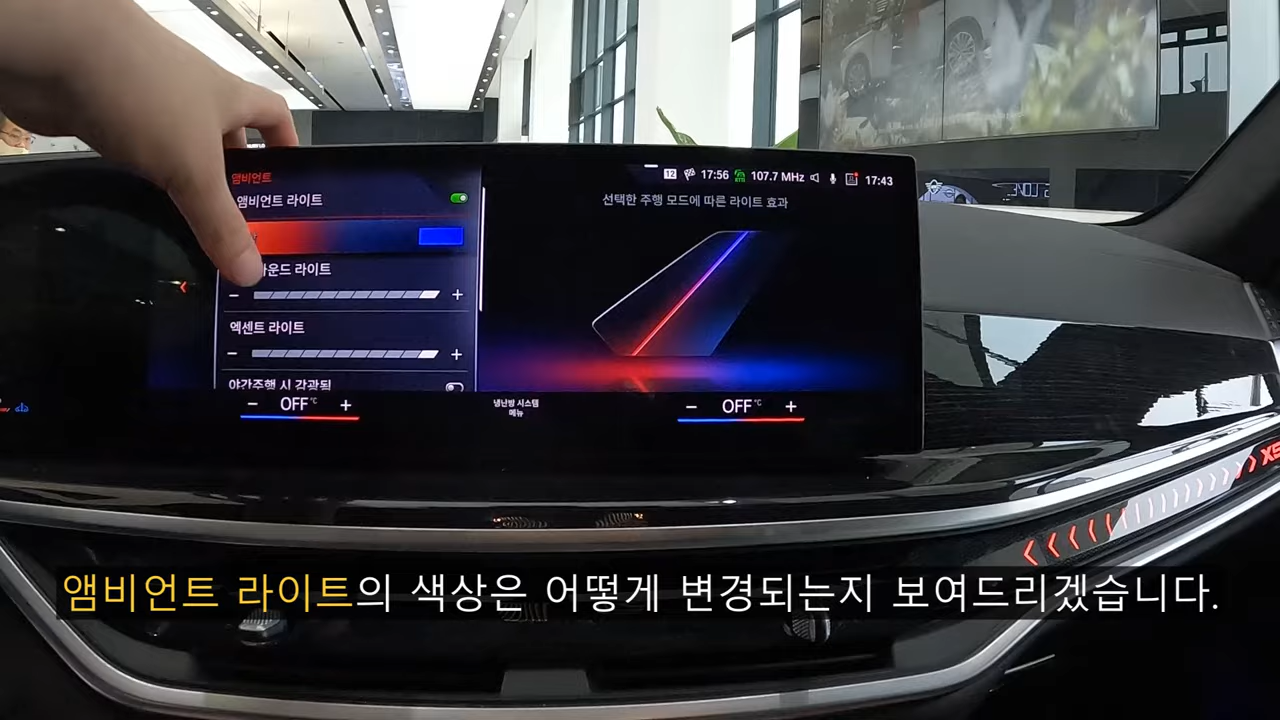 앰비언트
12 17:56 107.7 MHz 17:43
앰비언트 라이트
선택한 주행 모드에 따른 라이트 효과
라운드 라이트
− +
엑센트 라이트
− +
야간주행 시 감광됨
− OFF °C +
냉난방 시스템
메뉴
− OFF °C +
앰비언트 라이트의 색상은 어떻게 변경되는지 보여드리겠습니다.